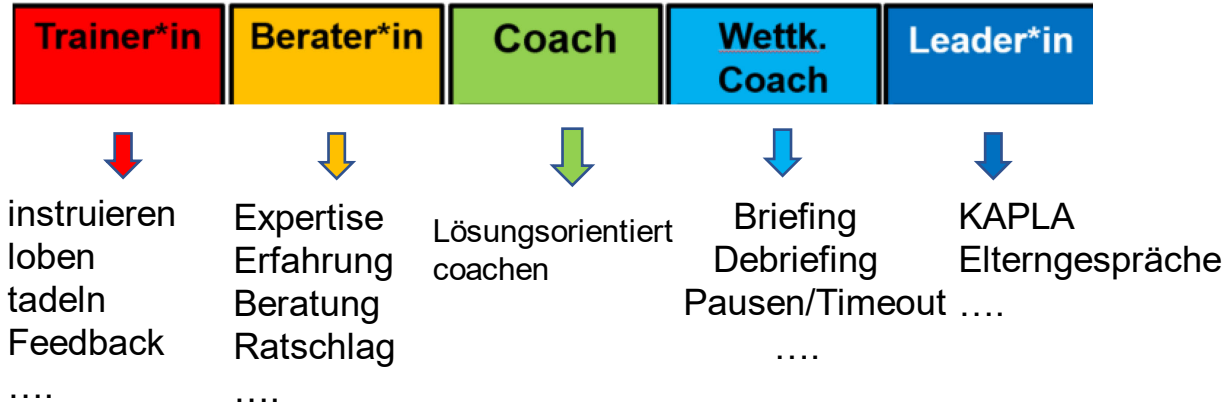 Trainer*in
instruieren
loben
tadeln
Feedback
....
Berater*in
Expertise
Erfahrung
Beratung
Ratschlag
....
Coach
Lösungsorientiert
coachen
Wettk.
Coach
Briefing
Debriefing
Pausen/Timeout
....
Leader*in
KAPLA
Elterngespräche
....